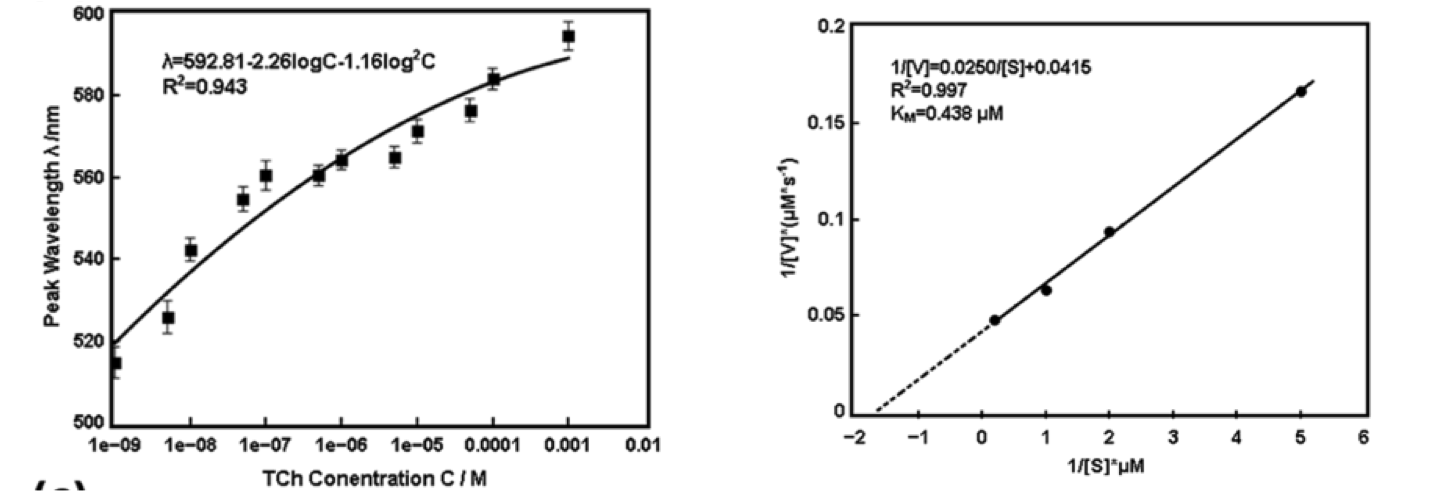 600
580
560
540
520
500
Peak Wavelength λ /nm
λ=592.81-2.26logC-1.16log²C
R²=0.943
1e−09 1e−08 1e−07 1e−06 1e−05 0.0001 0.001 0.01
TCh Conentration C / M
0.2
0.15
0.1
0.05
0
1/[V]*(μM*s⁻¹)
1/[V]=0.0250/[S]+0.0415
R²=0.997
KM=0.438 μM
−2 −1 0 1 2 3 4 5 6
1/[S]*μM